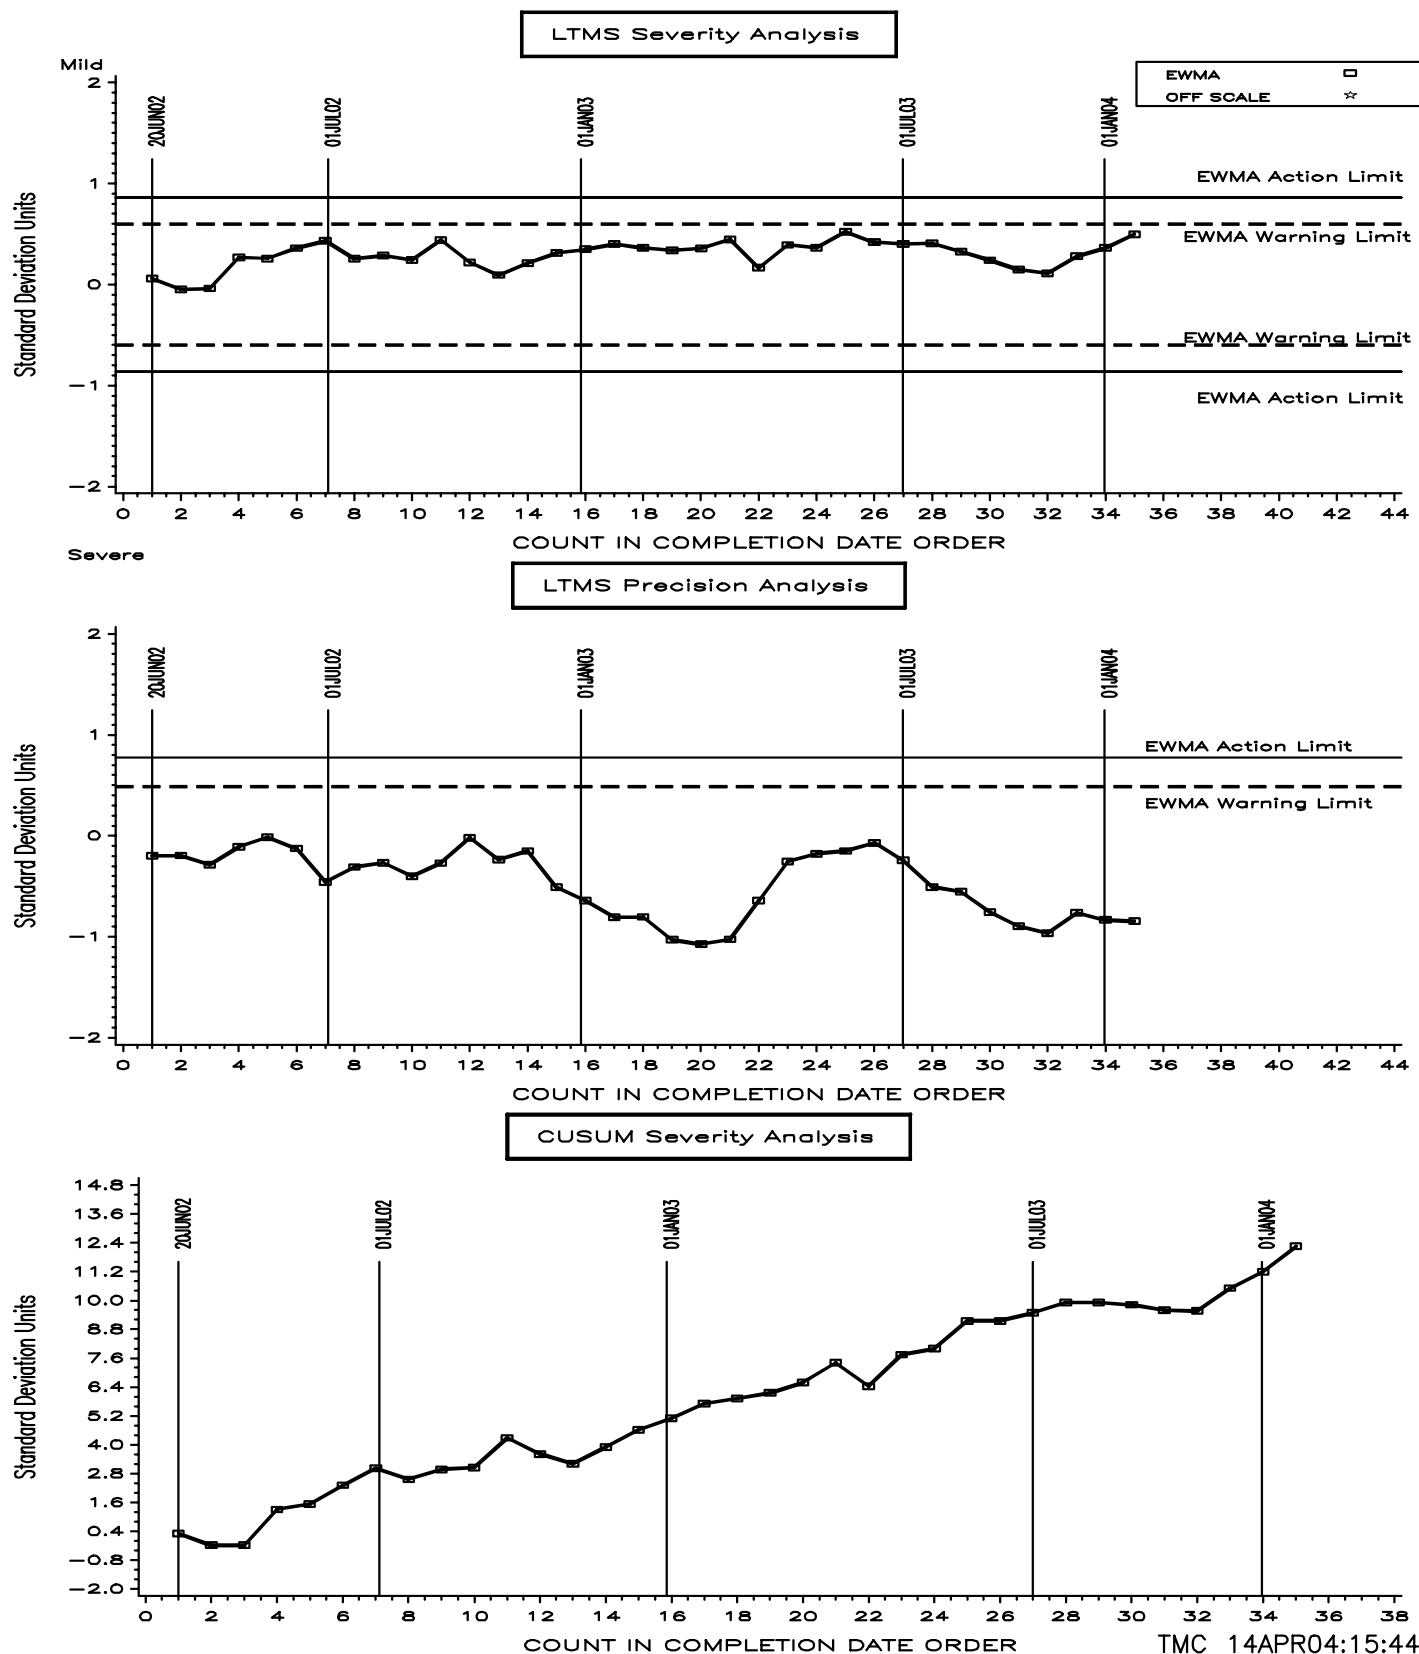 LTMS Severity Analysis
Mild
EWMA
OFF SCALE
20JUN02 01JUL02 01JAN03 01JUL03 01JAN04
Standard Deviation Units
2
1
0
−1
−2
EWMA Action Limit
EWMA Warning Limit
EWMA Warning Limit
EWMA Action Limit
0 2 4 6 8 10 12 14 16 18 20 22 24 26 28 30 32 34 36 38 40 42 44
COUNT IN COMPLETION DATE ORDER
Severe
LTMS Precision Analysis
20JUN02 01JUL02 01JAN03 01JUL03 01JAN04
Standard Deviation Units
2
1
0
−1
−2
EWMA Action Limit
EWMA Warning Limit
0 2 4 6 8 10 12 14 16 18 20 22 24 26 28 30 32 34 36 38 40 42 44
COUNT IN COMPLETION DATE ORDER
CUSUM Severity Analysis
20JUN02 01JUL02 01JAN03 01JUL03 01JAN04
Standard Deviation Units
14.8
13.6
12.4
11.2
10.0
8.8
7.6
6.4
5.2
4.0
2.8
1.6
0.4
−0.8
−2.0
0 2 4 6 8 10 12 14 16 18 20 22 24 26 28 30 32 34 36 38
COUNT IN COMPLETION DATE ORDER
TMC 14APR04:15:44